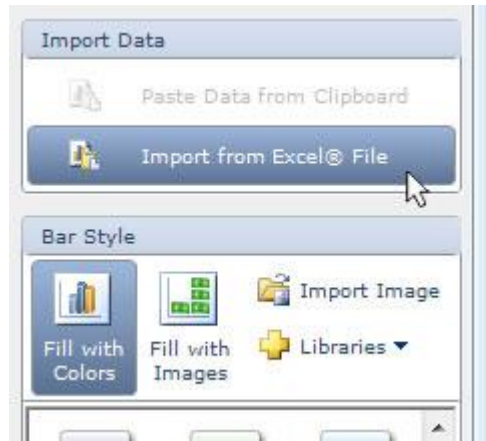 Import Data
Paste Data from Clipboard
Import from Excel® File
Bar Style
Import Image
Fill with
Colors
Fill with
Images
Libraries